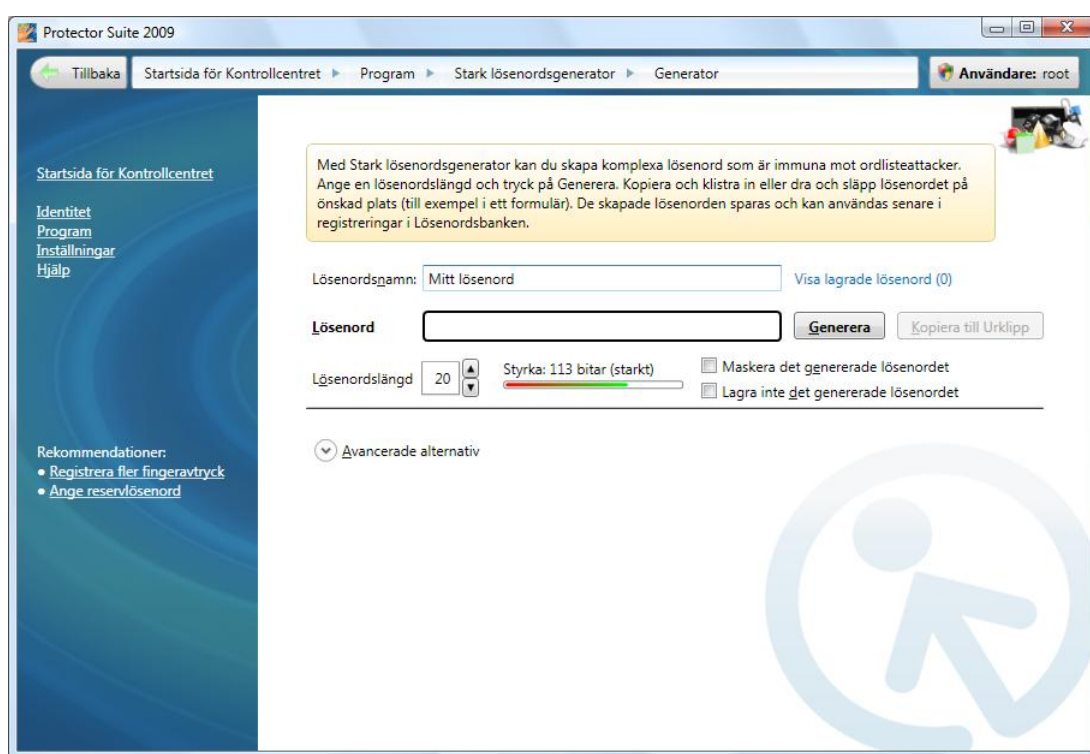 Protector Suite 2009
Tillbaka Startsida för Kontrollcentret Program Stark lösenordsgenerator Generator Användare: root
Startsida för Kontrollcentret
Identitet
Program
Inställningar
Hjälp
Rekommendationer:
Registrera fler fingeravtryck
Ange reservlösenord
Med Stark lösenordsgenerator kan du skapa komplexa lösenord som är immuna mot ordlisteattacker.
Ange en lösenordslängd och tryck på Generera. Kopiera och klistra in eller dra och släpp lösenordet på
önskad plats (till exempel i ett formulär). De skapade lösenorden sparas och kan användas senare i
registreringar i Lösenordsbanken.
Lösenordsnamn: Mitt lösenord Visa lagrade lösenord (0)
Lösenord Generera Kopiera till Urklipp
Lösenordslängd 20 Styrka: 113 bitar (starkt) Maskera det genererade lösenordet
Lagra inte det genererade lösenordet
Avancerade alternativ